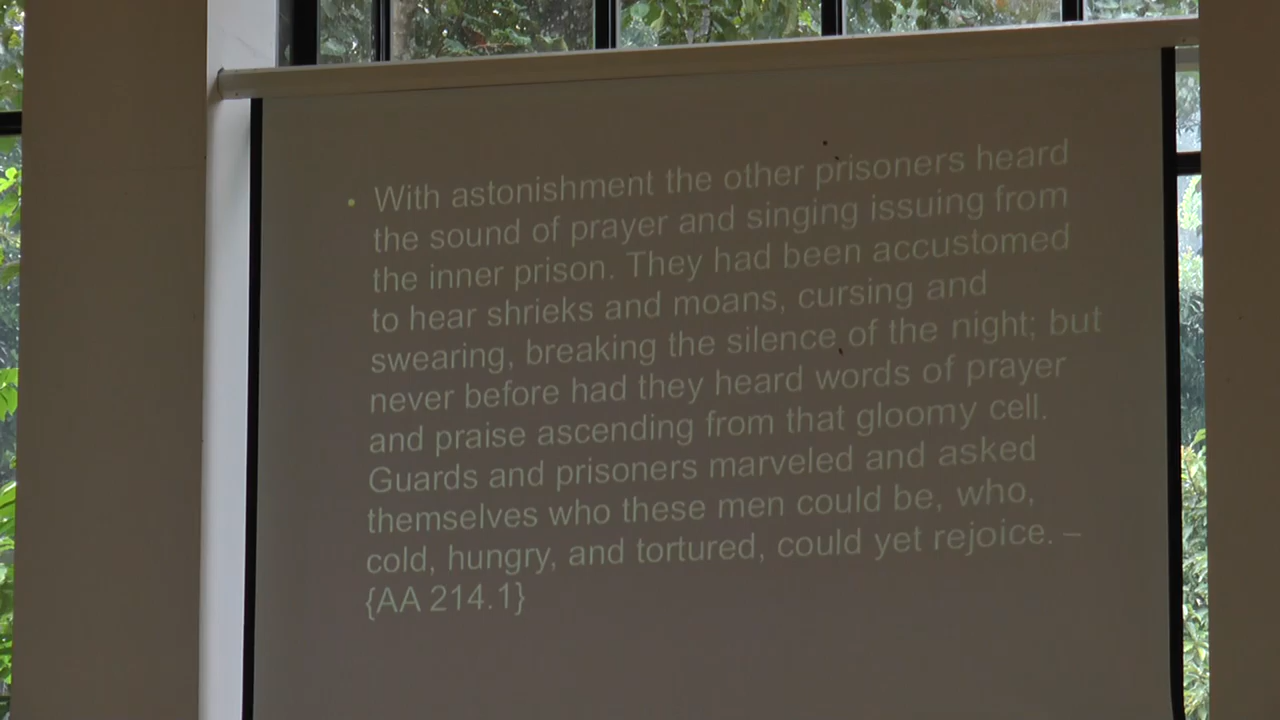 • With astonishment the other prisoners heard
the sound of prayer and singing issuing from
the inner prison. They had been accustomed
to hear shrieks and moans, cursing and
swearing, breaking the silence of the night; but
never before had they heard words of prayer
and praise ascending from that gloomy cell.
Guards and prisoners marveled and asked
themselves who these men could be, who,
cold, hungry, and tortured, could yet rejoice. –
{AA 214.1}